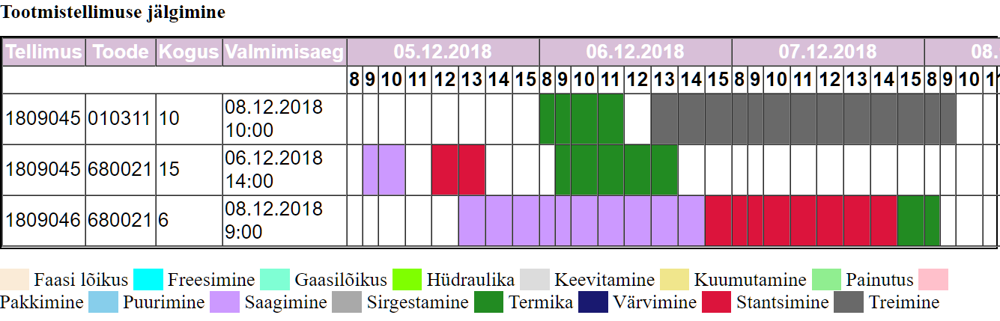 Tootmistellimuse jälgimine
Tellimus Toode Kogus Valmimisaeg 05.12.2018 06.12.2018 07.12.2018 08.
8 9 10 11 12 13 14 15 8 9 10 11 12 13 14 15 8 9 10 11 12 13 14 15 8 9 10 1
1809045 010311 10 08.12.2018
10:00
1809045 680021 15 06.12.2018
14:00
1809046 680021 6 08.12.2018
9:00
Faasi lõikus Freesimine Gaasilõikus Hüdraulika Keevitamine Kuumutamine Painutus
Pakkimine Puurimine Saagimine Sirgestamine Termika Värvimine Stantsimine Treimine